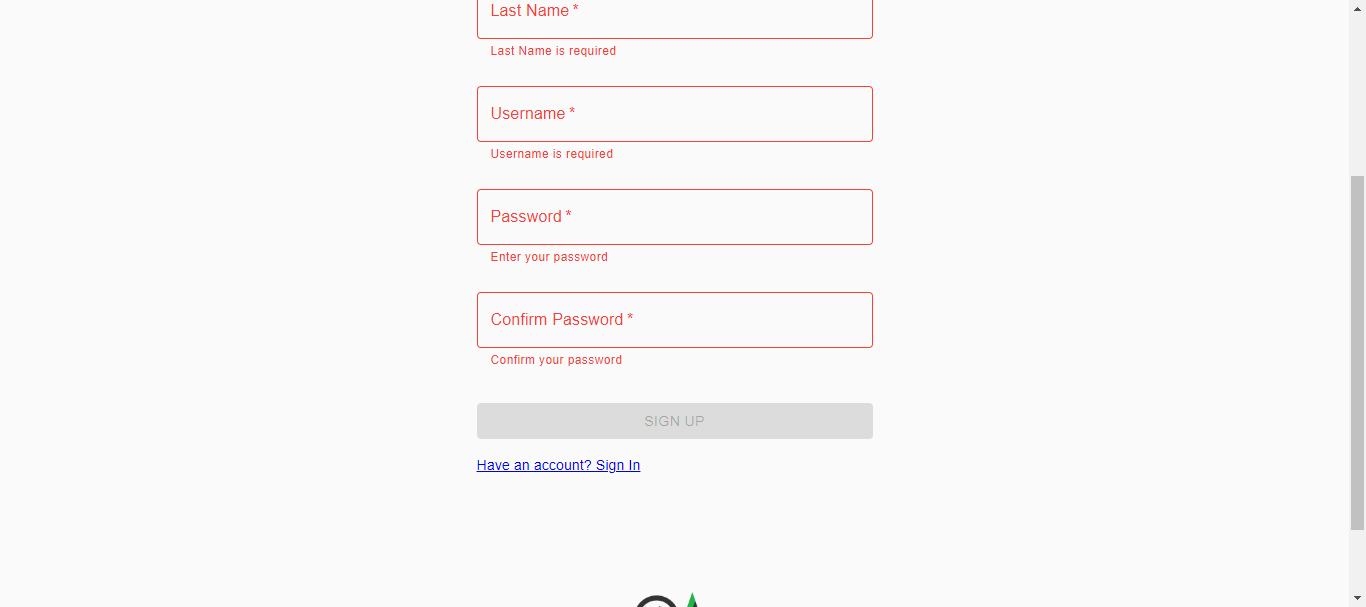 Last Name *
Last Name is required
Username *
Username is required
Password *
Enter your password
Confirm Password *
Confirm your password
SIGN UP
Have an account? Sign In